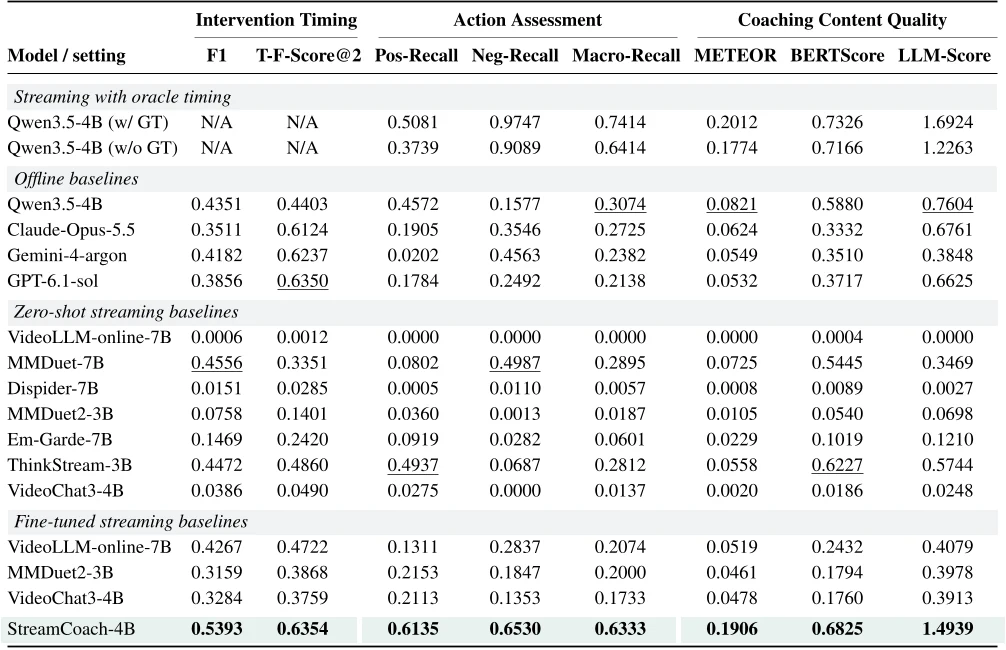 Intervention Timing Action Assessment Coaching Content Quality
Model / setting F1 T-F-Score@2 Pos-Recall Neg-Recall Macro-Recall METEOR BERTScore LLM-Score
Streaming with oracle timing
Qwen3.5-4B (w/ GT) N/A N/A 0.5081 0.9747 0.7414 0.2012 0.7326 1.6924
Qwen3.5-4B (w/o GT) N/A N/A 0.3739 0.9089 0.6414 0.1774 0.7166 1.2263
Offline baselines
Qwen3.5-4B 0.4351 0.4403 0.4572 0.1577 0.3074 0.0821 0.5880 0.7604
Claude-Opus-5.5 0.3511 0.6124 0.1905 0.3546 0.2725 0.0624 0.3332 0.6761
Gemini-4-argon 0.4182 0.6237 0.0202 0.4563 0.2382 0.0549 0.3510 0.3848
GPT-6.1-sol 0.3856 0.6350 0.1784 0.2492 0.2138 0.0532 0.3717 0.6625
Zero-shot streaming baselines
VideoLLM-online-7B 0.0006 0.0012 0.0000 0.0000 0.0000 0.0000 0.0004 0.0000
MMDuet-7B 0.4556 0.3351 0.0802 0.4987 0.2895 0.0725 0.5445 0.3469
Dispider-7B 0.0151 0.0285 0.0005 0.0110 0.0057 0.0008 0.0089 0.0027
MMDuet2-3B 0.0758 0.1401 0.0360 0.0013 0.0187 0.0105 0.0540 0.0698
Em-Garde-7B 0.1469 0.2420 0.0919 0.0282 0.0601 0.0229 0.1019 0.1210
ThinkStream-3B 0.4472 0.4860 0.4937 0.0687 0.2812 0.0558 0.6227 0.5744
VideoChat3-4B 0.0386 0.0490 0.0275 0.0000 0.0137 0.0020 0.0186 0.0248
Fine-tuned streaming baselines
VideoLLM-online-7B 0.4267 0.4722 0.1311 0.2837 0.2074 0.0519 0.2432 0.4079
MMDuet2-3B 0.3159 0.3868 0.2153 0.1847 0.2000 0.0461 0.1794 0.3978
VideoChat3-4B 0.3284 0.3759 0.2113 0.1353 0.1733 0.0478 0.1760 0.3913
StreamCoach-4B 0.5393 0.6354 0.6135 0.6530 0.6333 0.1906 0.6825 1.4939